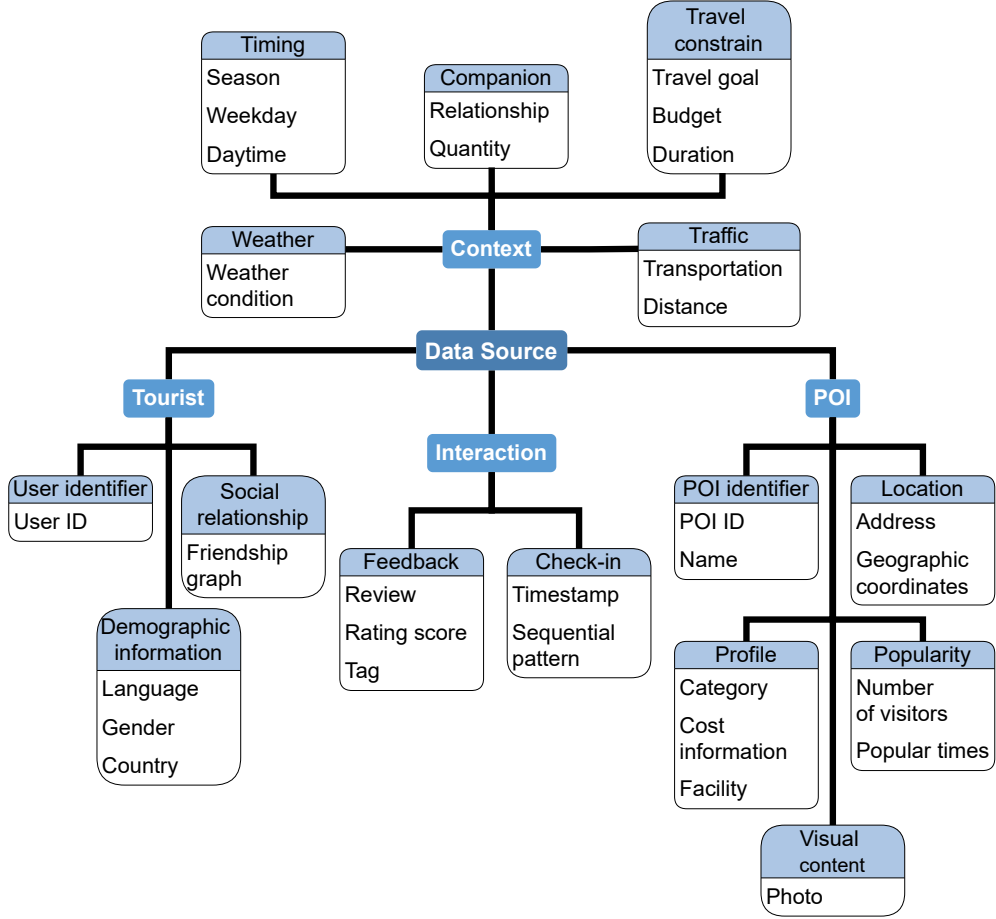 Timing
Season
Weekday
Daytime
Companion
Relationship
Quantity
Travel
constrain
Travel goal
Budget
Duration
Weather
Weather
condition
Context
Traffic
Transportation
Distance
Data Source
Tourist
POI
Interaction
User identifier
User ID
Social
relationship
Friendship
graph
Demographic
information
Language
Gender
Country
Feedback
Review
Rating score
Tag
Check-in
Timestamp
Sequential
pattern
POI identifier
POI ID
Name
Location
Address
Geographic
coordinates
Profile
Category
Cost
information
Facility
Popularity
Number
of visitors
Popular times
Visual
content
Photo